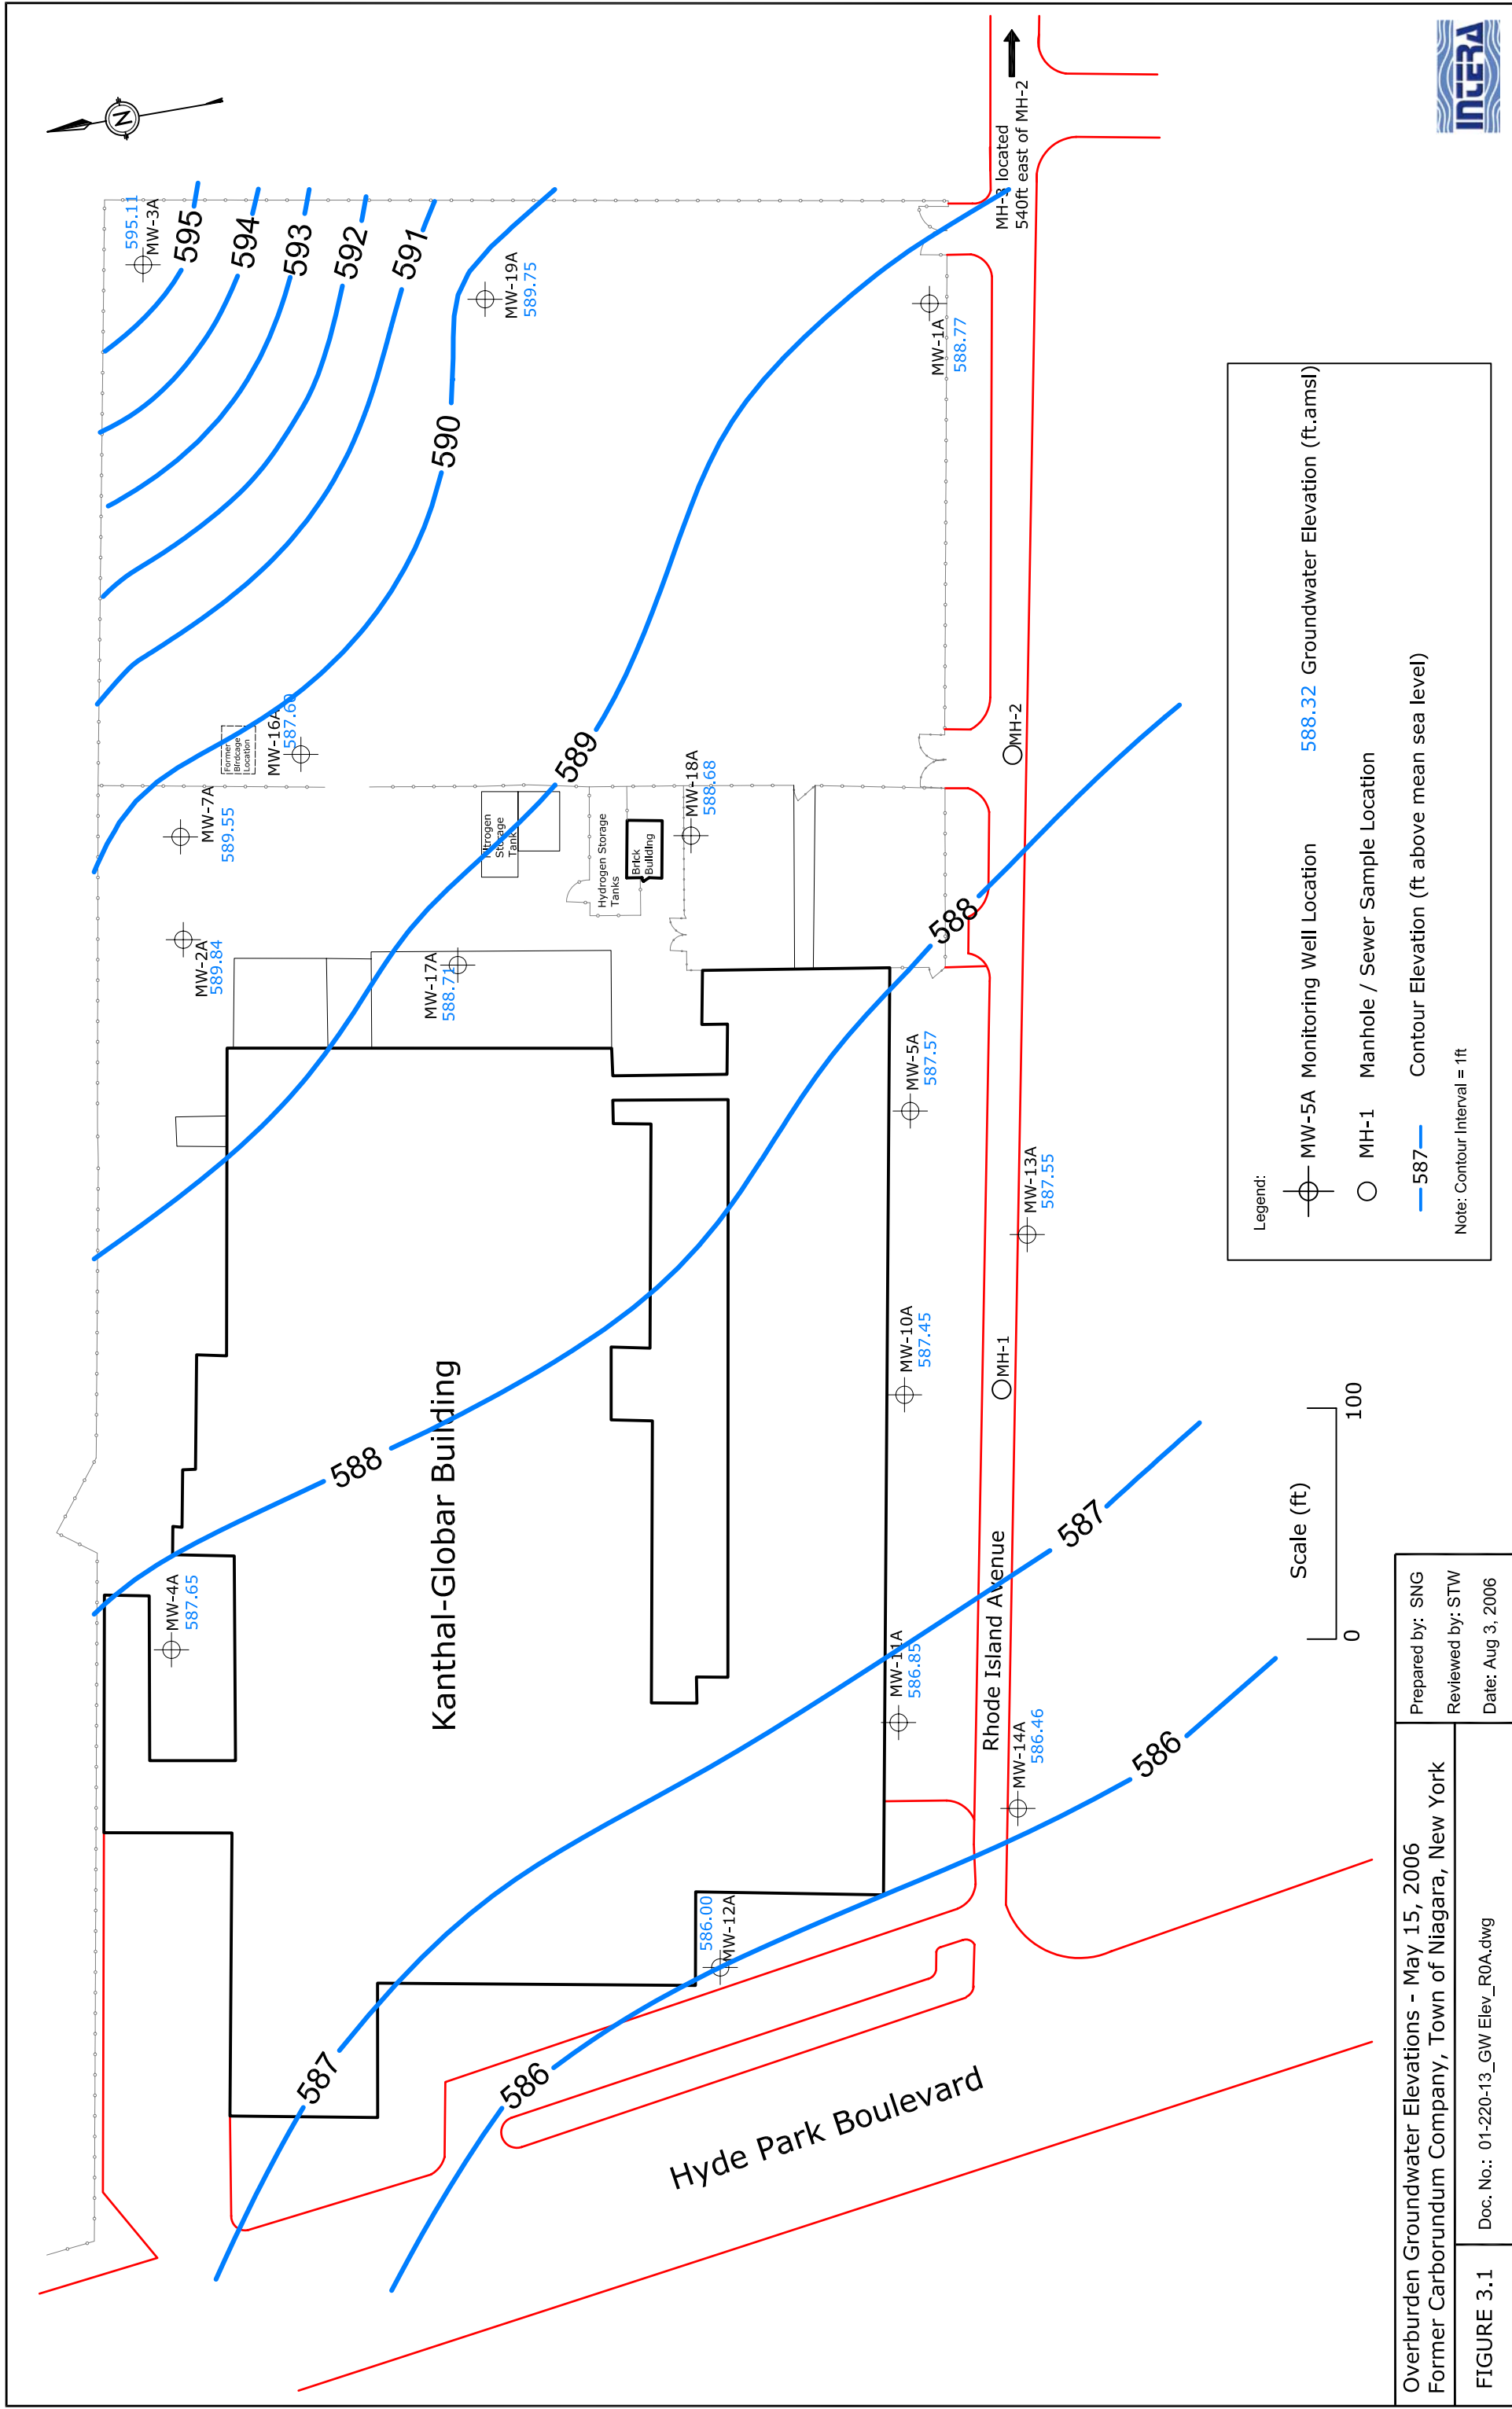 N
595.11
MW-3A
595
594
593
592
591
590
589
588
587
586
MW-19A
589.75
MW-1A
588.77
MH-3 located
540ft east of MH-2
Former
Birdcage
Location
MW-16A
MW-7A
589.55
MW-2A
589.84
MW-17A
588.71
Nitrogen
Storage
Tank
Hydrogen Storage
Tanks
Brick
Building
MW-18A
588.68
MH-2
588
MW-5A
587.57
MW-13A
587.55
MW-10A
587.45
MH-1
MW-4A
587.65
Kanthal-Globar Building
MW-11A
586.85
Rhode Island Avenue
MW-14A
586.46
587
586
586.00
MW-12A
Hyde Park Boulevard
Legend:
MW-5A Monitoring Well Location
588.32 Groundwater Elevation (ft.amsl)
MH-1 Manhole / Sewer Sample Location
587 Contour Elevation (ft above mean sea level)
Note: Contour Interval = 1ft
Scale (ft)
0 100
Overburden Groundwater Elevations - May 15, 2006
Former Carborundum Company, Town of Niagara, New York
Prepared by: SNG
Reviewed by: STW
Date: Aug 3, 2006
FIGURE 3.1
Doc. No.: 01-220-13_GW Elev_R0A.dwg
INTERA